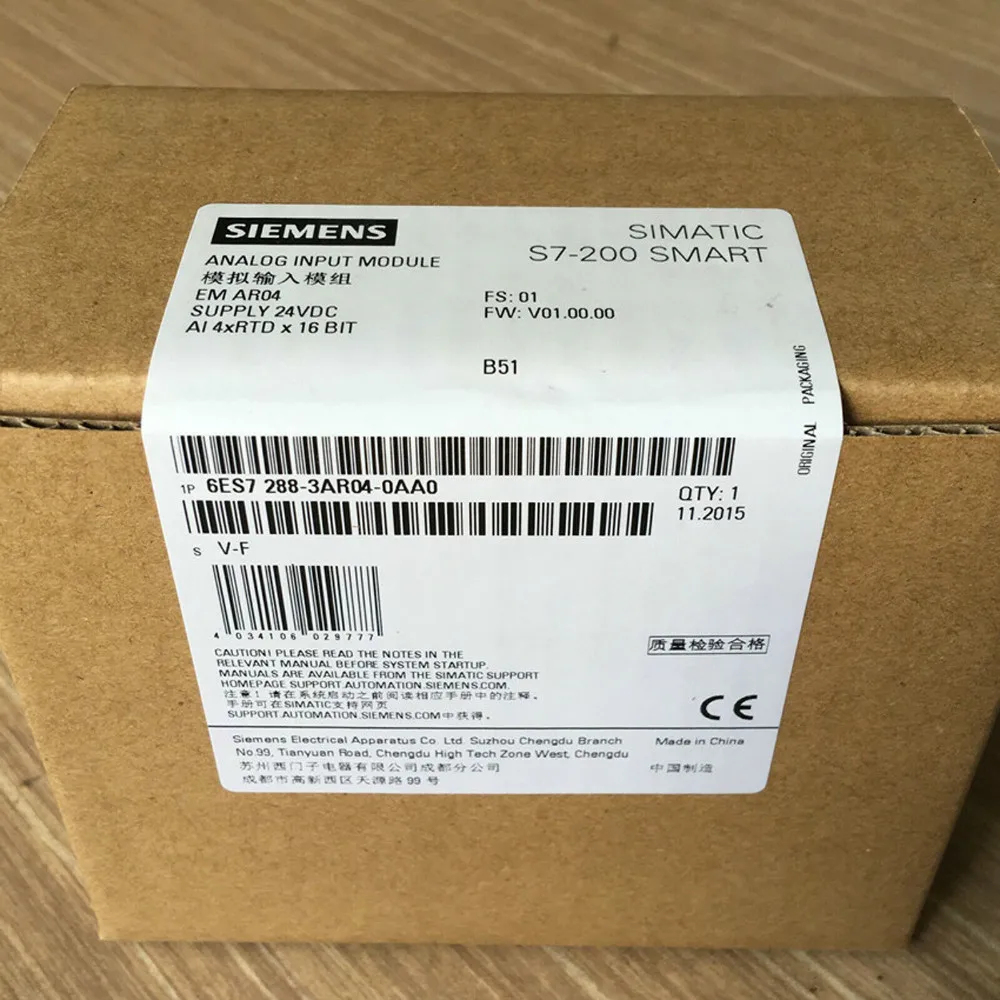 SIEMENS
SIMATIC
S7-200 SMART
ANALOG INPUT MODULE
模拟输入模组
EM AR04
SUPPLY 24VDC
AI 4xRTD x 16 BIT
FS: 01
FW: V01.00.00
B51
ORIGINAL PACKAGING
1P 6ES7 288-3AR04-0AA0
QTY: 1
11.2015
S V-F
4 034106 029777
CAUTION! PLEASE READ THE NOTES IN THE
RELEVANT MANUAL BEFORE SYSTEM STARTUP.
MANUALS ARE AVAILABLE FROM THE SIMATIC SUPPORT
HOMEPAGE SUPPORT.AUTOMATION.SIEMENS.COM.
注意！请在系统启动之前阅读相应手册中的注释。
手册可在SIMATIC支持网页
SUPPORT.AUTOMATION.SIEMENS.COM中获得。
质量检验合格
CE
Siemens Electrical Apparatus Co. Ltd. Suzhou Chengdu Branch
No.99, Tianyuan Road, Chengdu High Tech Zone West, Chengdu
苏州西门子电器有限公司成都分公司
成都市高新西区天源路 99 号
Made in China
中国制造